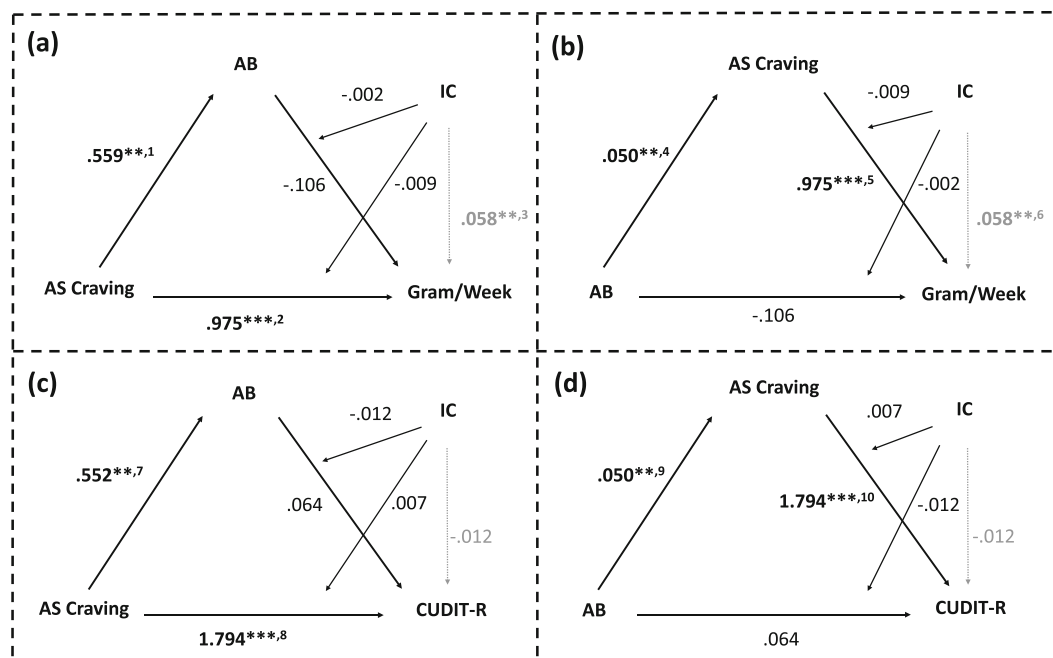 (a)
AB
IC
-.002
.559**,1
-.106
-.009
.058**,3
AS Craving
Gram/Week
.975***,2
(b)
AS Craving
IC
-.009
.050**,4
.975***,5
-.002
.058**,6
AB
Gram/Week
-.106
(c)
AB
IC
-.012
.552**,7
.064
.007
-.012
AS Craving
CUDIT-R
1.794***,8
(d)
AS Craving
IC
.007
.050**,9
1.794***,10
-.012
-.012
AB
CUDIT-R
.064